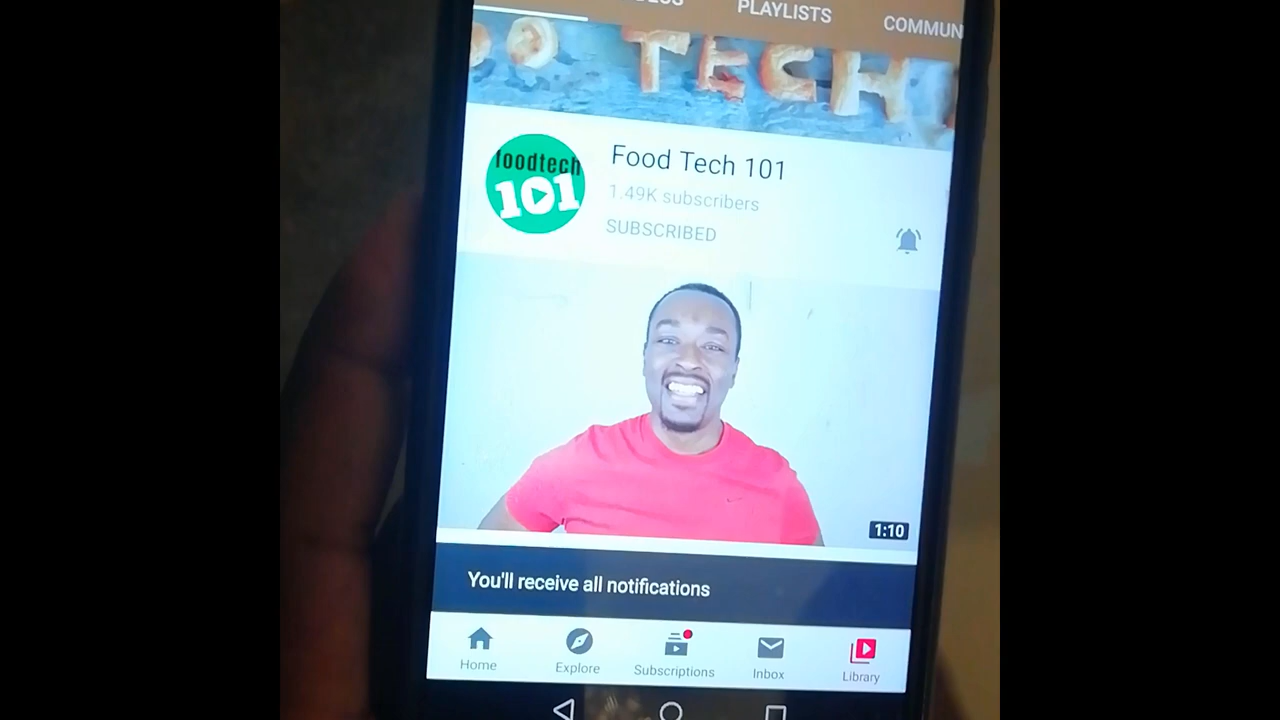 PLAYLISTS
COMMUN
OO TECH
foodtech
101
Food Tech 101
1.49K subscribers
SUBSCRIBED
1:10
You'll receive all notifications
Home
Explore
Subscriptions
Inbox
Library